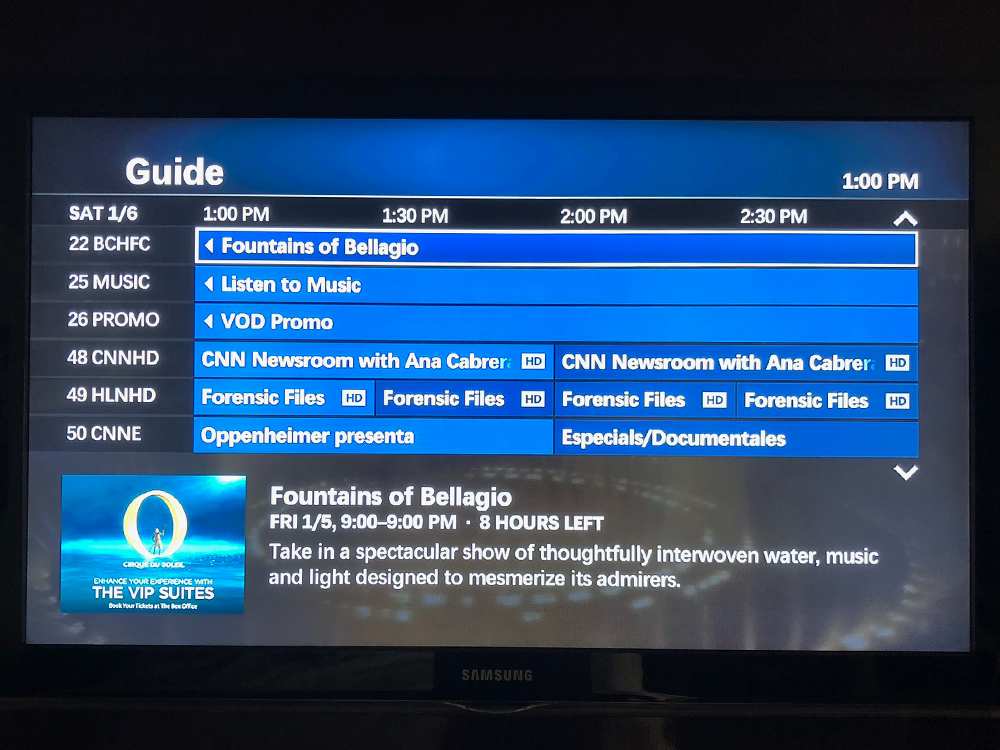 Guide
1:00 PM
SAT 1/6 1:00 PM 1:30 PM 2:00 PM 2:30 PM
22 BCHFC Fountains of Bellagio
25 MUSIC Listen to Music
26 PROMO VOD Promo
48 CNNHD CNN Newsroom with Ana Cabrer HD CNN Newsroom with Ana Cabrer HD
49 HLNHD Forensic Files HD Forensic Files HD Forensic Files HD Forensic Files HD
50 CNNE Oppenheimer presenta Especials/Documentales
O
CIRQUE DU SOLEIL
ENHANCE YOUR EXPERIENCE WITH
THE VIP SUITES
Book Your Tickets at The Box Office
Fountains of Bellagio
FRI 1/5, 9:00–9:00 PM · 8 HOURS LEFT
Take in a spectacular show of thoughtfully interwoven water, music
and light designed to mesmerize its admirers.
SAMSUNG